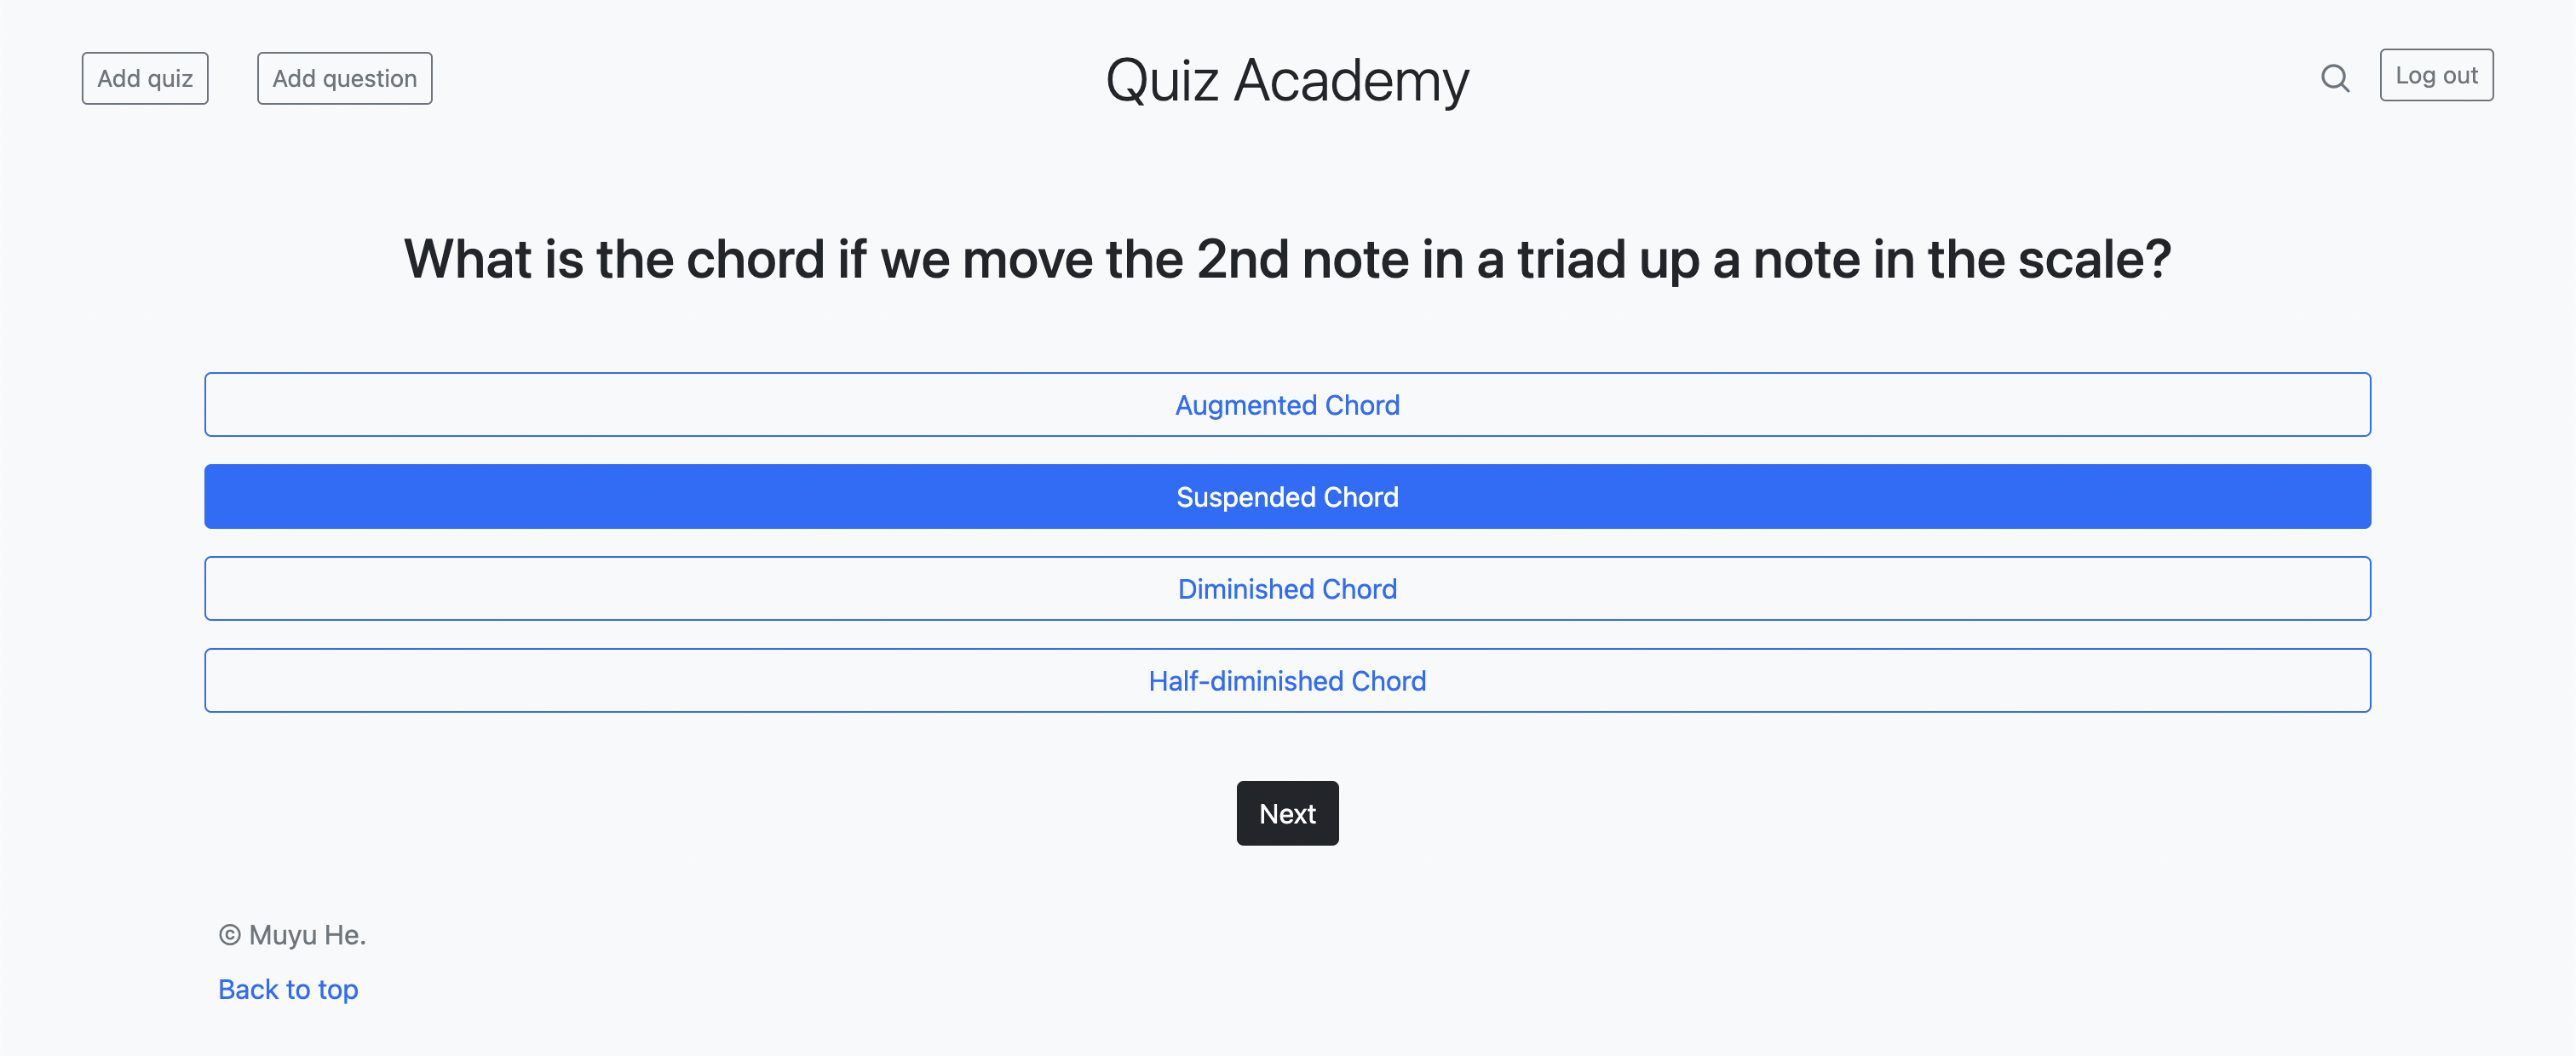 Add quiz
Add question
Quiz Academy
Log out
What is the chord if we move the 2nd note in a triad up a note in the scale?
Augmented Chord
Suspended Chord
Diminished Chord
Half-diminished Chord
Next
© Muyu He.
Back to top